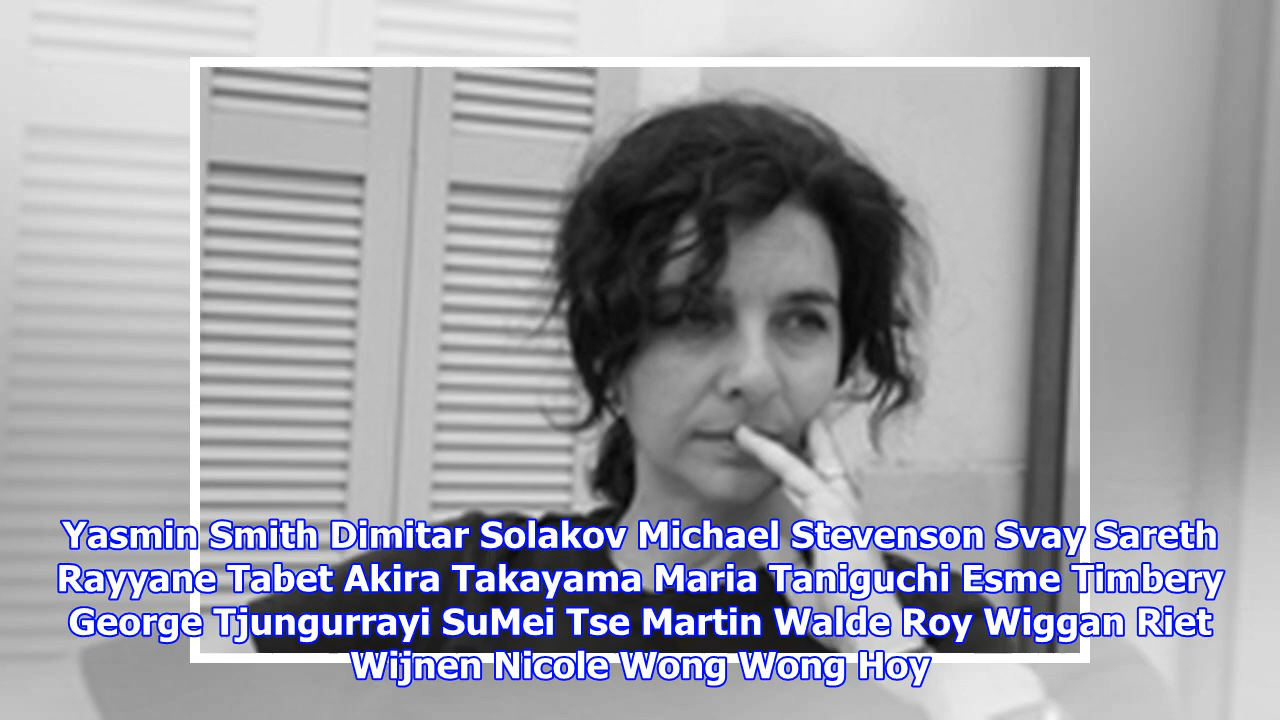 Yasmin Smith Dimitar Solakov Michael Stevenson Svay Sareth
Rayyane Tabet Akira Takayama Maria Taniguchi Esme Timbery
George Tjungurrayi SuMei Tse Martin Walde Roy Wiggan Riet
Wijnen Nicole Wong Wong Hoy